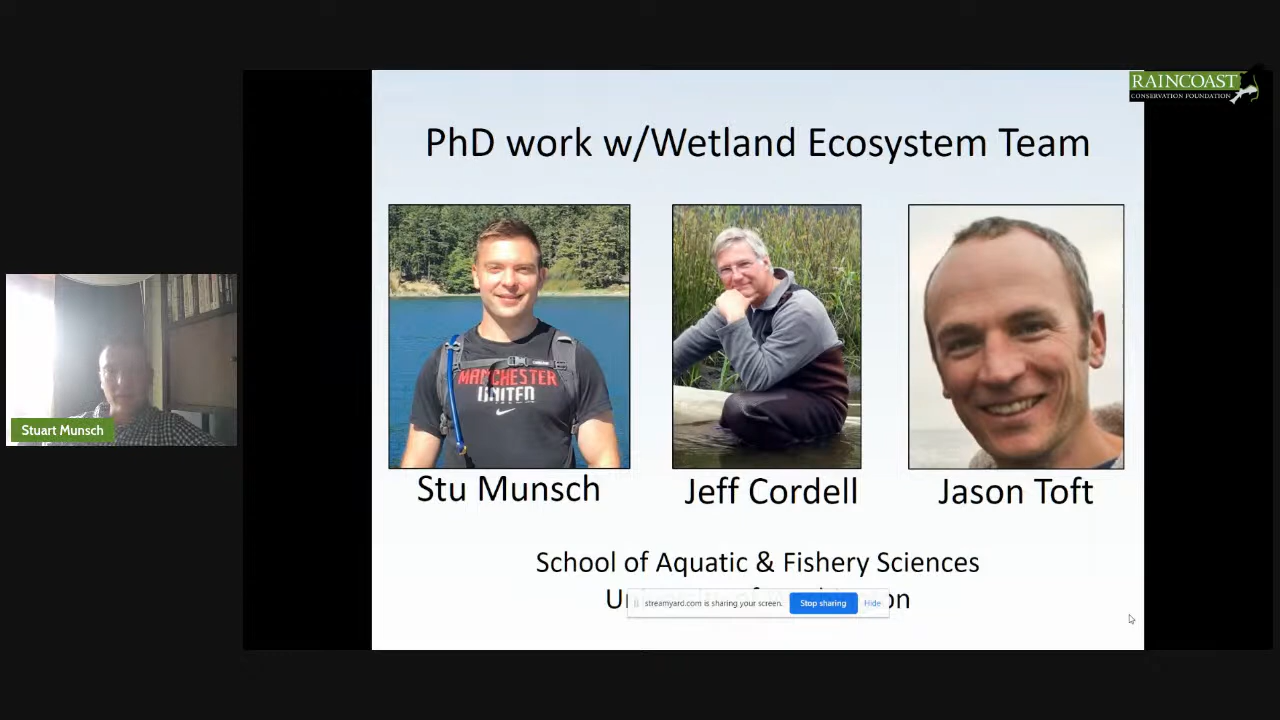 RAINCOAST
CONSERVATION FOUNDATION
PhD work w/Wetland Ecosystem Team
MANCHESTER
UNITED
Stuart Munsch
Stu Munsch
Jeff Cordell
Jason Toft
School of Aquatic & Fishery Sciences
streamyard.com is sharing your screen.
Stop sharing
Hide